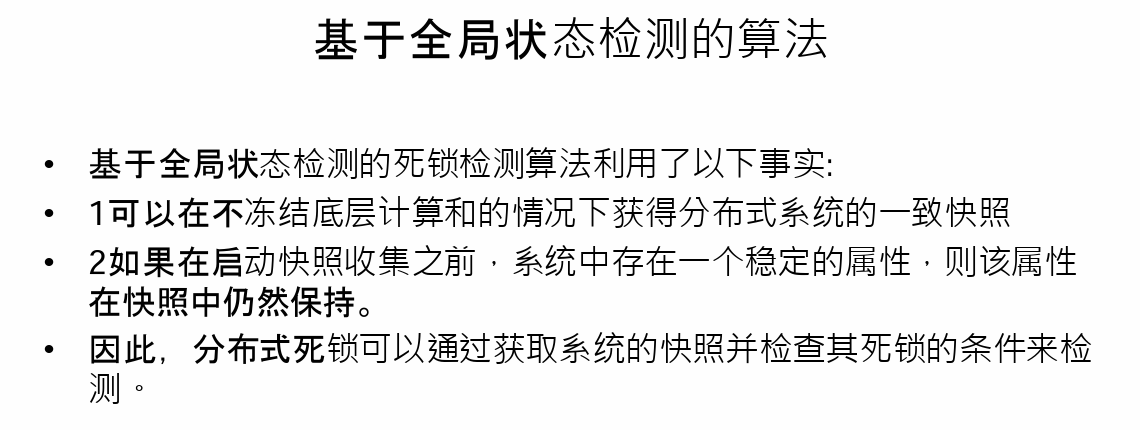 基于全局状态检测的算法
• 基于全局状态检测的死锁检测算法利用了以下事实:
• 1可以在不冻结底层计算和的情况下获得分布式系统的一致快照
• 2如果在启动快照收集之前，系统中存在一个稳定的属性，则该属性
在快照中仍然保持。
• 因此, 分布式死锁可以通过获取系统的快照并检查其死锁的条件来检
测。